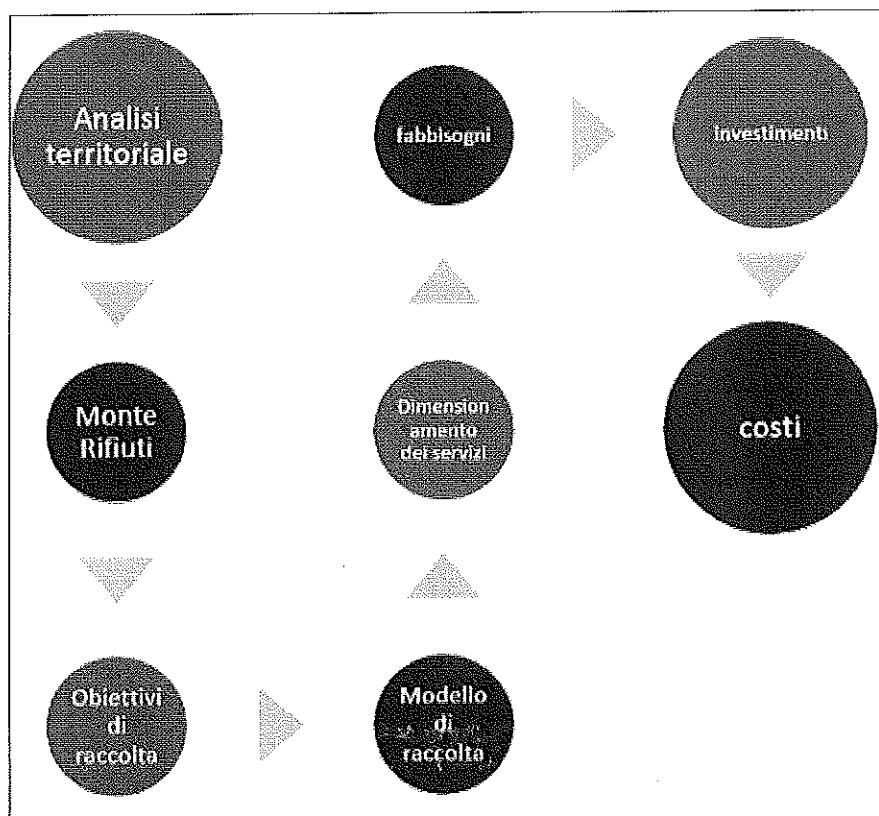 Analisi
territoriale
Monte
Rifiuti
Obiettivi
di
raccolta
Modello
di
raccolta
Dimension
amento
dei servizi
fabbisogni
investimenti
costi